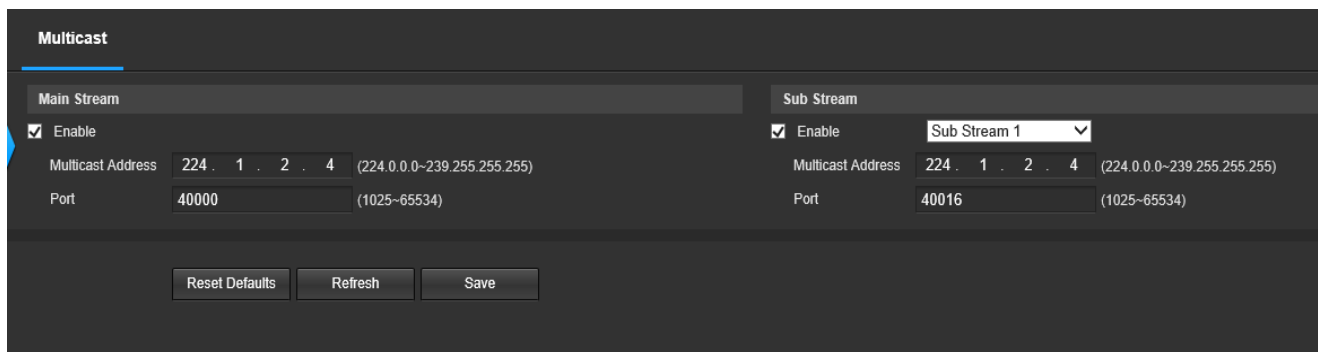 Multicast
Main Stream
Enable
Multicast Address 224 . 1 . 2 . 4 (224.0.0.0~239.255.255.255)
Port 40000 (1025~65534)
Sub Stream
Enable Sub Stream 1
Multicast Address 224 . 1 . 2 . 4 (224.0.0.0~239.255.255.255)
Port 40016 (1025~65534)
Reset Defaults Refresh Save